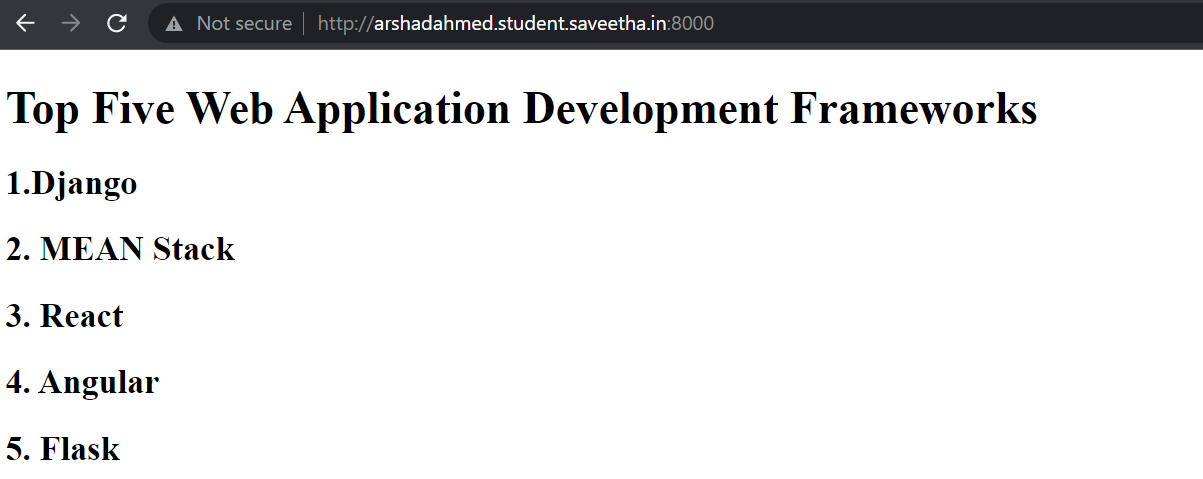 Not secure http://arshadahmed.student.saveetha.in:8000
Top Five Web Application Development Frameworks
1.Django
2. MEAN Stack
3. React
4. Angular
5. Flask